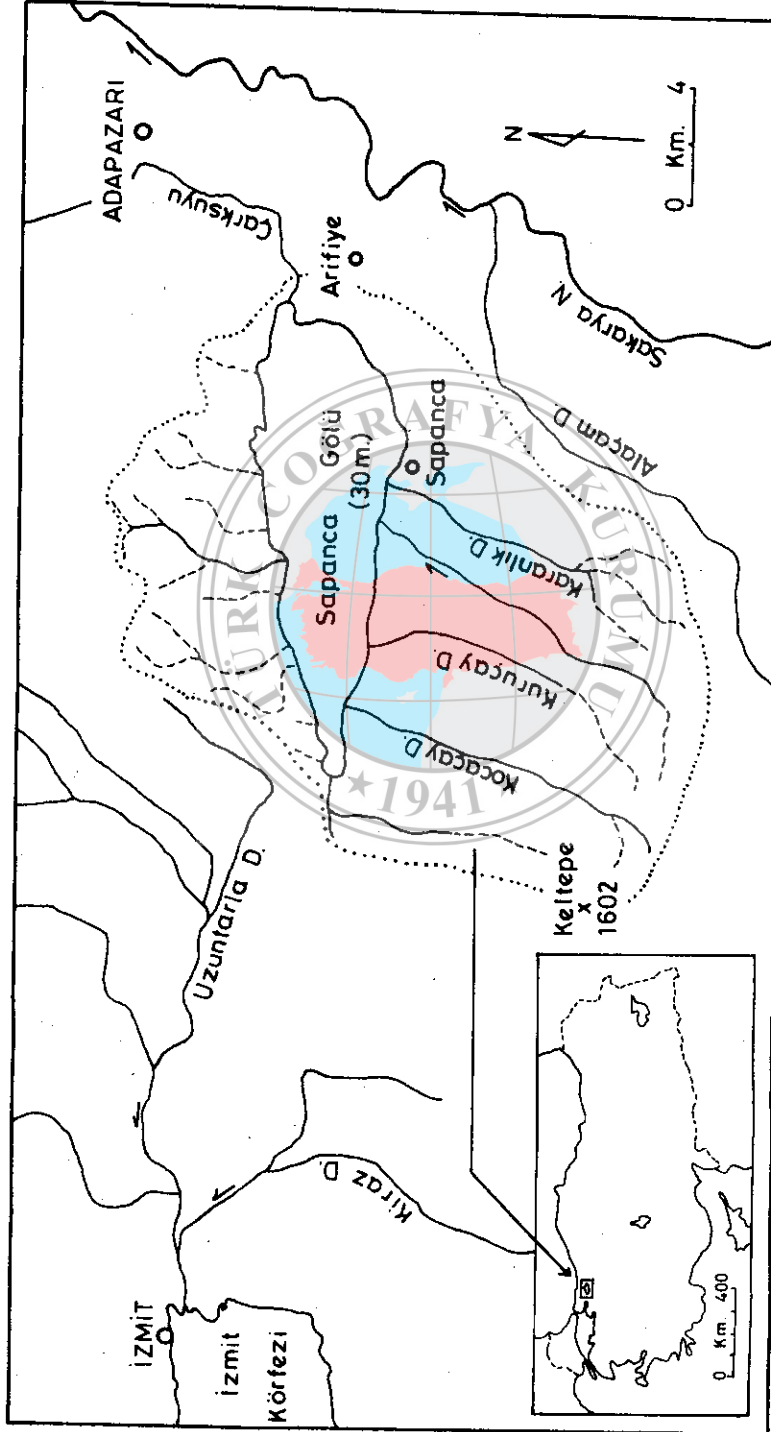 ADAPAZARI
Çarksuyu
Arifiye
N
0 Km. 4
Sakarya N.
Alaçam D.
Sapanca
Gölü
(30 m.)
Sapanca
Karanlık D.
Kuruçay D.
Kocaçay D.
Uzuntarla D.
Keltepe
x
1602
Kiraz D.
İZMİT
İzmit
Körfezi
0 Km. 400
TÜRK COĞRAFYA KURUMU
★ 1941